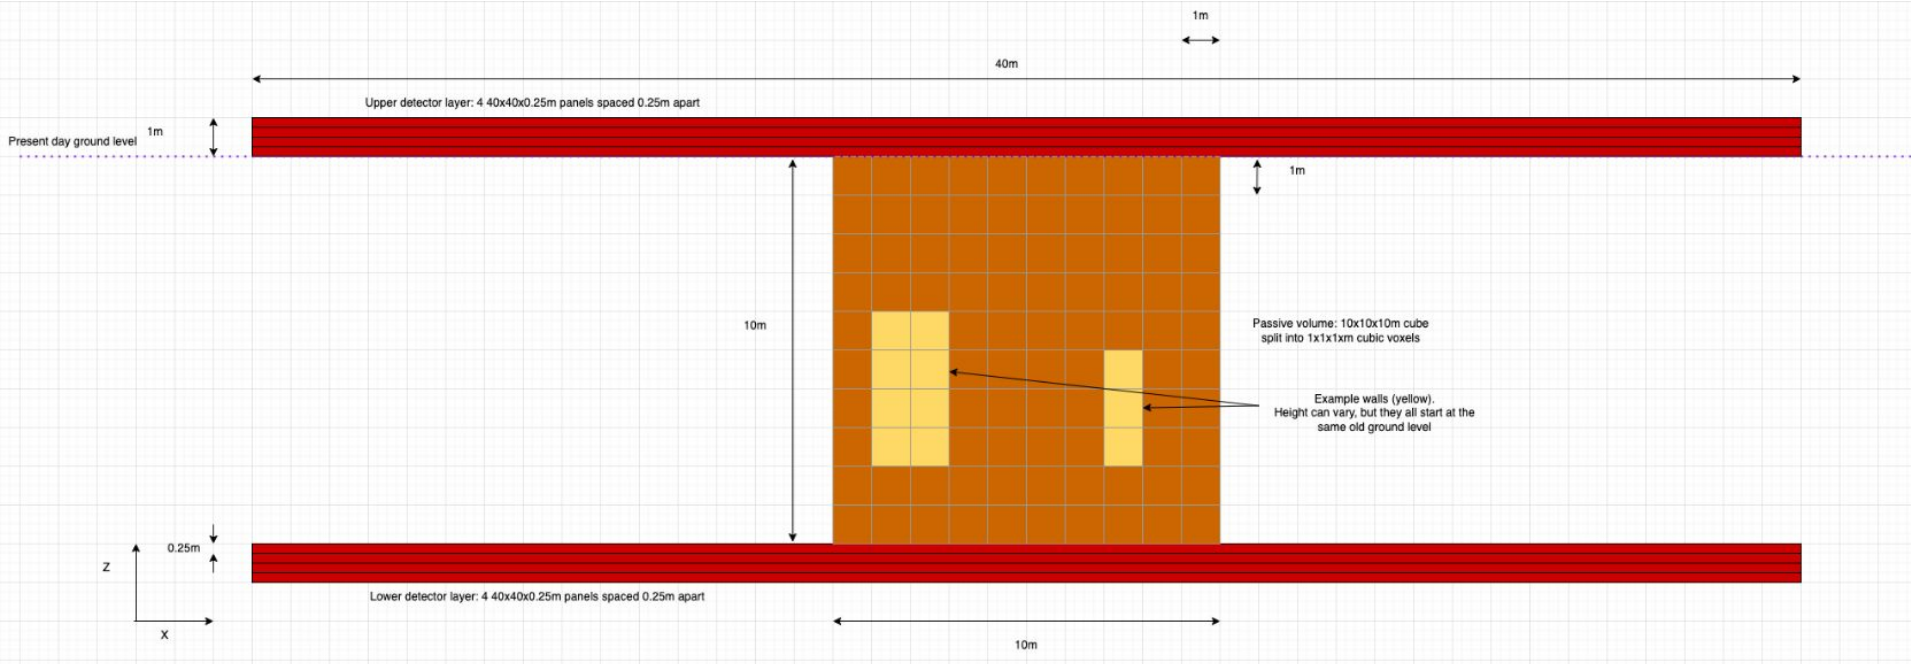 1m
40m
Upper detector layer: 4 40x40x0.25m panels spaced 0.25m apart
1m
Present day ground level
1m
10m
Passive volume: 10x10x10m cube
split into 1x1x1xm cubic voxels
Example walls (yellow).
Height can vary, but they all start at the
same old ground level
0.25m
Z
Lower detector layer: 4 40x40x0.25m panels spaced 0.25m apart
X
10m